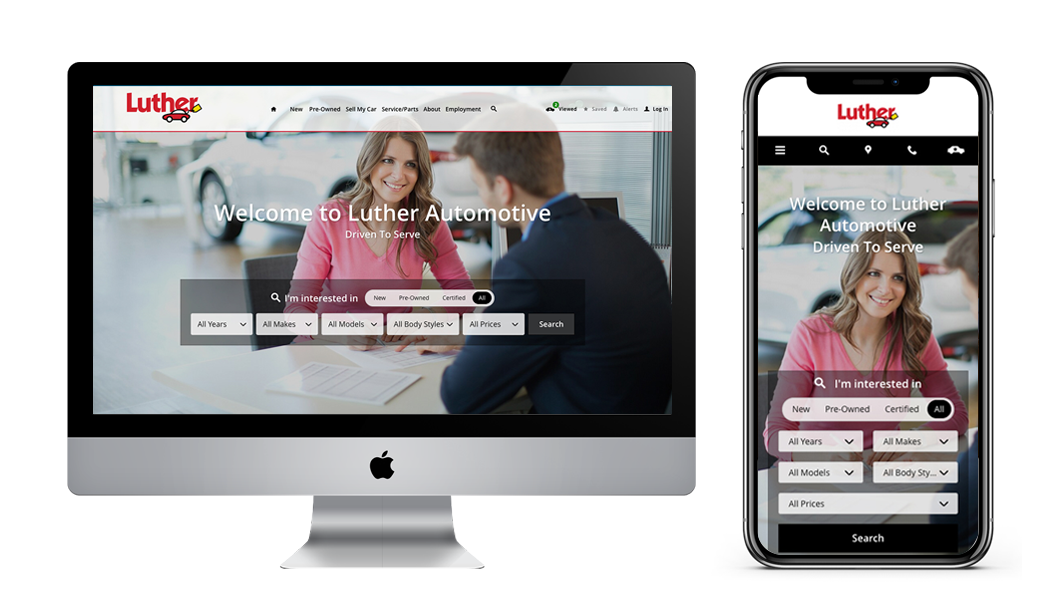 Luther
New Pre-Owned Sell My Car Service/Parts About Employment
2 Viewed Saved Alerts Log In
Welcome to Luther Automotive
Driven To Serve
I'm interested in New Pre-Owned Certified All
All Years All Makes All Models All Body Styles All Prices Search
Luther
Welcome to Luther
Automotive
Driven To Serve
I'm interested in
New Pre-Owned Certified All
All Years All Makes
All Models All Body Sty...
All Prices
Search